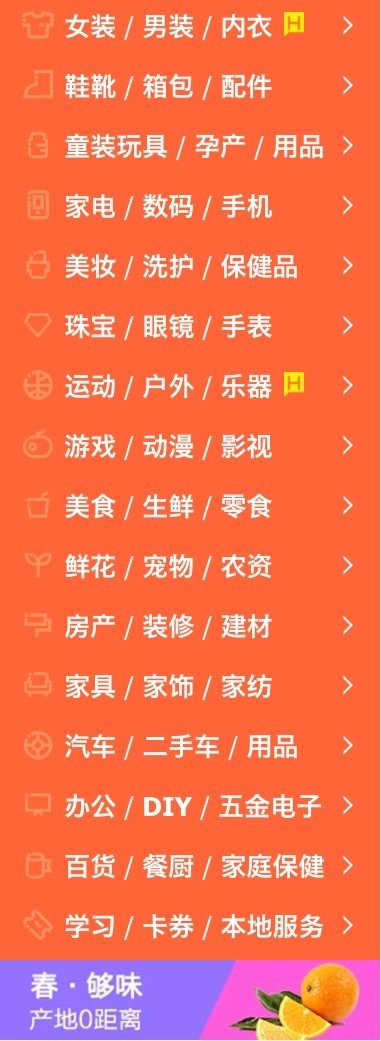 女装 / 男装 / 内衣 H
鞋靴 / 箱包 / 配件
童装玩具 / 孕产 / 用品
家电 / 数码 / 手机
美妆 / 洗护 / 保健品
珠宝 / 眼镜 / 手表
运动 / 户外 / 乐器 H
游戏 / 动漫 / 影视
美食 / 生鲜 / 零食
鲜花 / 宠物 / 农资
房产 / 装修 / 建材
家具 / 家饰 / 家纺
汽车 / 二手车 / 用品
办公 / DIY / 五金电子
百货 / 餐厨 / 家庭保健
学习 / 卡券 / 本地服务
春·够味
产地0距离